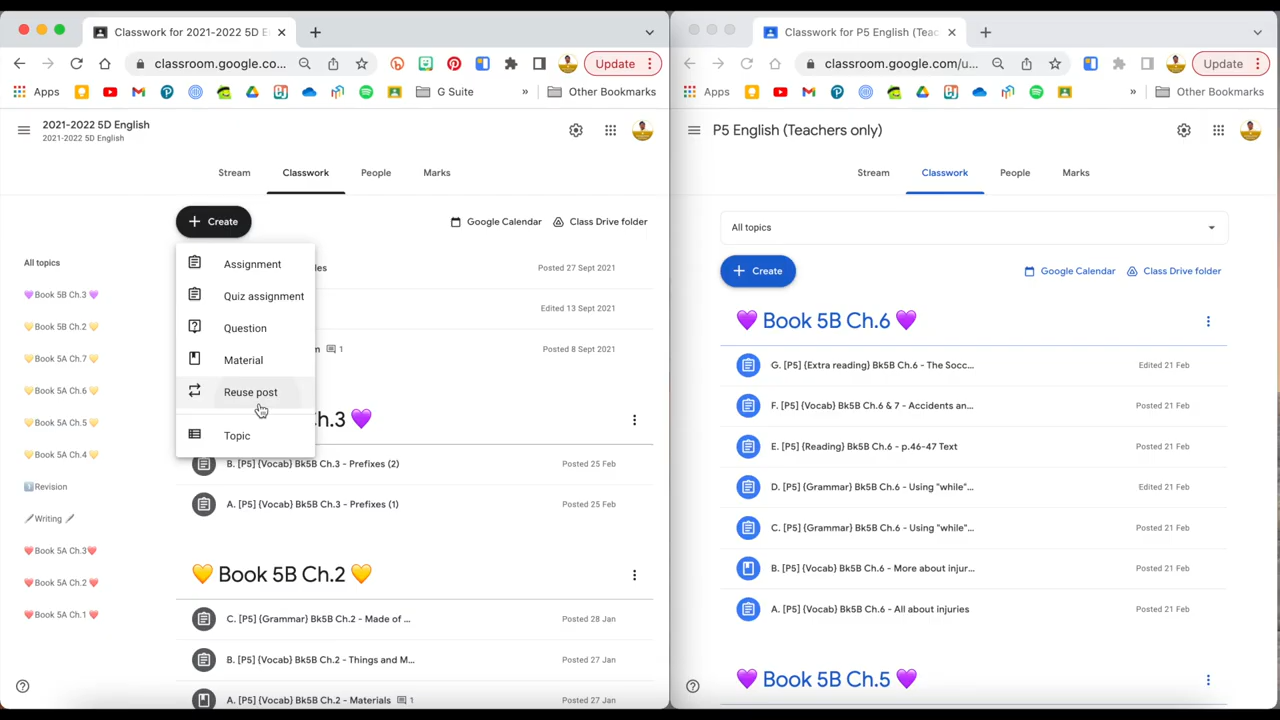 Classwork for 2021-2022 5D E
classroom.google.co...
Update
Apps
G Suite
»
Other Bookmarks
2021-2022 5D English
2021-2022 5D English
Stream
Classwork
People
Marks
Create
Google Calendar
Class Drive folder
Assignment
Quiz assignment
Question
Material
Reuse post
Topic
All topics
💜Book 5B Ch.3 💜
💛Book 5B Ch.2 💛
💛Book 5A Ch.7 💛
💛Book 5A Ch.6 💛
💛Book 5A Ch.5 💛
💛Book 5A Ch.4 💛
1️⃣Revision
Writing
❤️Book 5A Ch.3❤️
❤️Book 5A Ch.2 ❤️
❤️Book 5A Ch.1 ❤️
Posted 27 Sept 2021
Edited 13 Sept 2021
1
Posted 8 Sept 2021
h.3 💜
B. [P5] {Vocab} Bk5B Ch.3 - Prefixes (2)
Posted 25 Feb
A. [P5] {Vocab} Bk5B Ch.3 - Prefixes (1)
Posted 25 Feb
💛 Book 5B Ch.2 💛
C. [P5] {Grammar} Bk5B Ch.2 - Made of ...
Posted 28 Jan
B. [P5] {Vocab} Bk5B Ch.2 - Things and M...
Posted 27 Jan
A. [P5] {Vocab} Bk5B Ch.2 - Materials 1
Posted 27 Jan
Classwork for P5 English (Teac
classroom.google.com/u...
Update
Apps
»
Other Bookmarks
P5 English (Teachers only)
Stream
Classwork
People
Marks
All topics
Create
Google Calendar
Class Drive folder
💜 Book 5B Ch.6 💜
G. [P5] {Extra reading} Bk5B Ch.6 - The Socc...
Edited 21 Feb
F. [P5] {Vocab} Bk5B Ch.6 & 7 - Accidents an...
Posted 21 Feb
E. [P5] {Reading} Bk5B Ch.6 - p.46-47 Text
Posted 21 Feb
D. [P5] {Grammar} Bk5B Ch.6 - Using "while"...
Edited 21 Feb
C. [P5] {Grammar} Bk5B Ch.6 - Using "while"...
Posted 21 Feb
B. [P5] {Vocab} Bk5B Ch.6 - More about injur...
Posted 21 Feb
A. [P5] {Vocab} Bk5B Ch.6 - All about injuries
Posted 21 Feb
💜 Book 5B Ch.5 💜